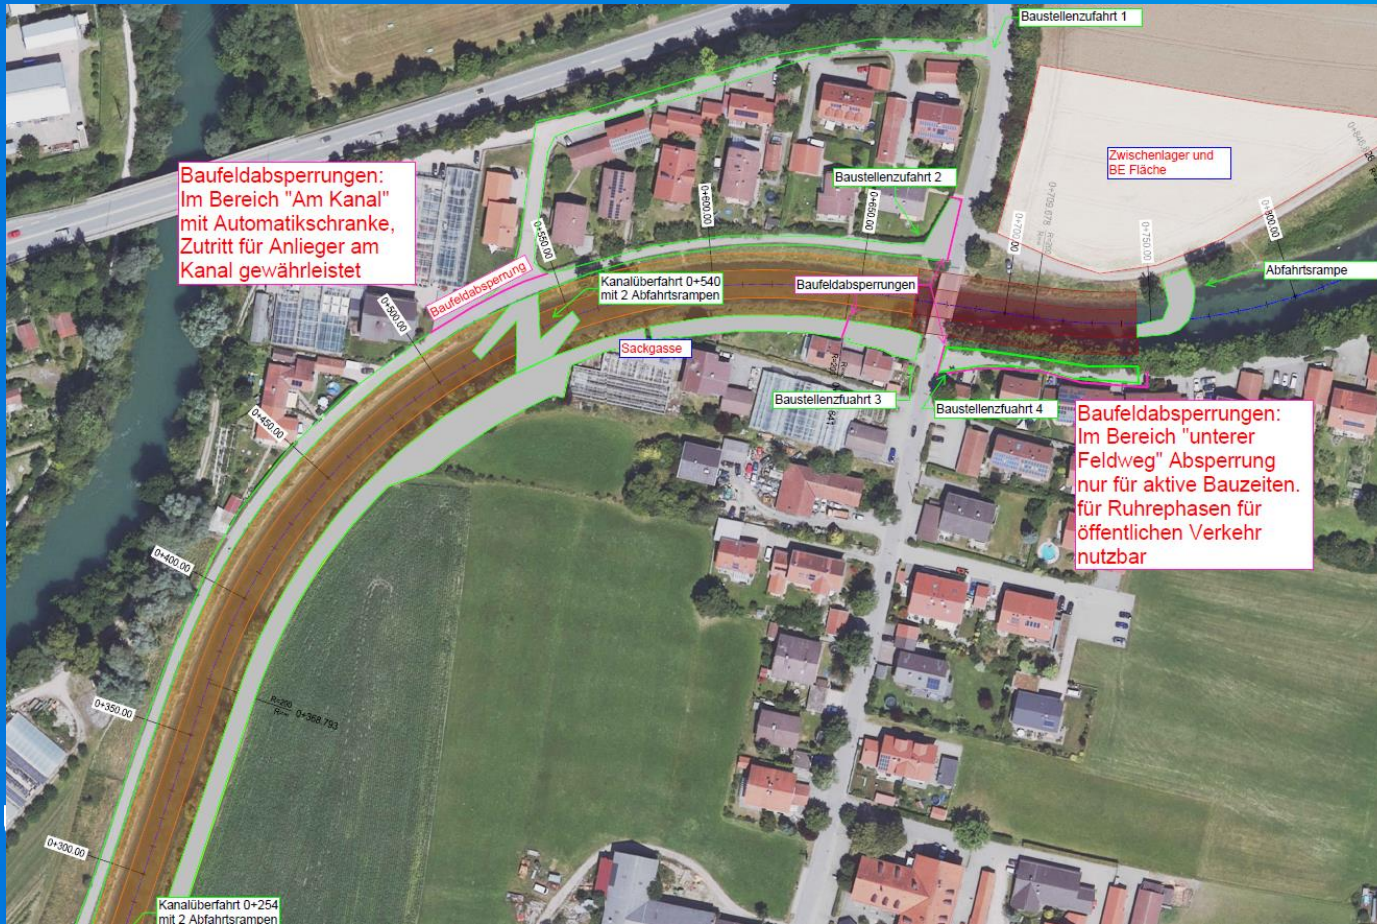 Baustellenzufahrt 1
Baufeldabsperrungen:
Im Bereich "Am Kanal"
mit Automatikschranke,
Zutritt für Anlieger am
Kanal gewährleistet
Zwischenlager und
BE Fläche
Baustellenzufahrt 2
0+600.00
0+650.00
0+550.00
0+500.00
0+700.00
0+750.00
0+800.00
Baufeldabsperrung
Kanalüberfahrt 0+540
mit 2 Abfahrtsrampen
Baufeldabsperrungen
Abfahrtsrampe
Sackgasse
Baustellenzfuahrt 3
Baustellenzfuahrt 4
Baufeldabsperrungen:
Im Bereich "unterer
Feldweg" Absperrung
nur für aktive Bauzeiten.
für Ruhrephasen für
öffentlichen Verkehr
nutzbar
0+450.00
0+400.00
0+350.00
R=250
0+368.793
0+300.00
Kanalüberfahrt 0+254
mit 2 Abfahrtsrampen